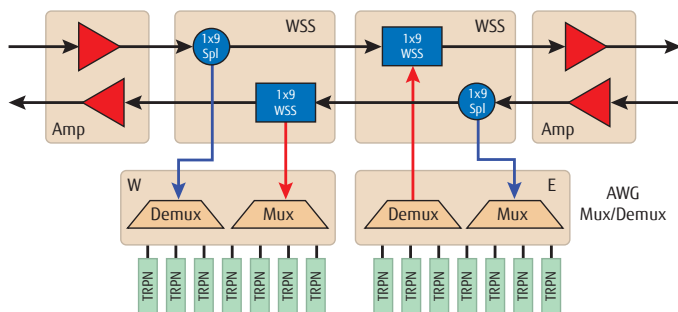 1x9
Spl
WSS
1x9
WSS
WSS
Amp
1x9
WSS
1x9
Spl
Amp
W
Demux
Mux
E
Demux
Mux
AWG
Mux/Demux
TRPN
TRPN
TRPN
TRPN
TRPN
TRPN
TRPN
TRPN
TRPN
TRPN
TRPN
TRPN
TRPN
TRPN